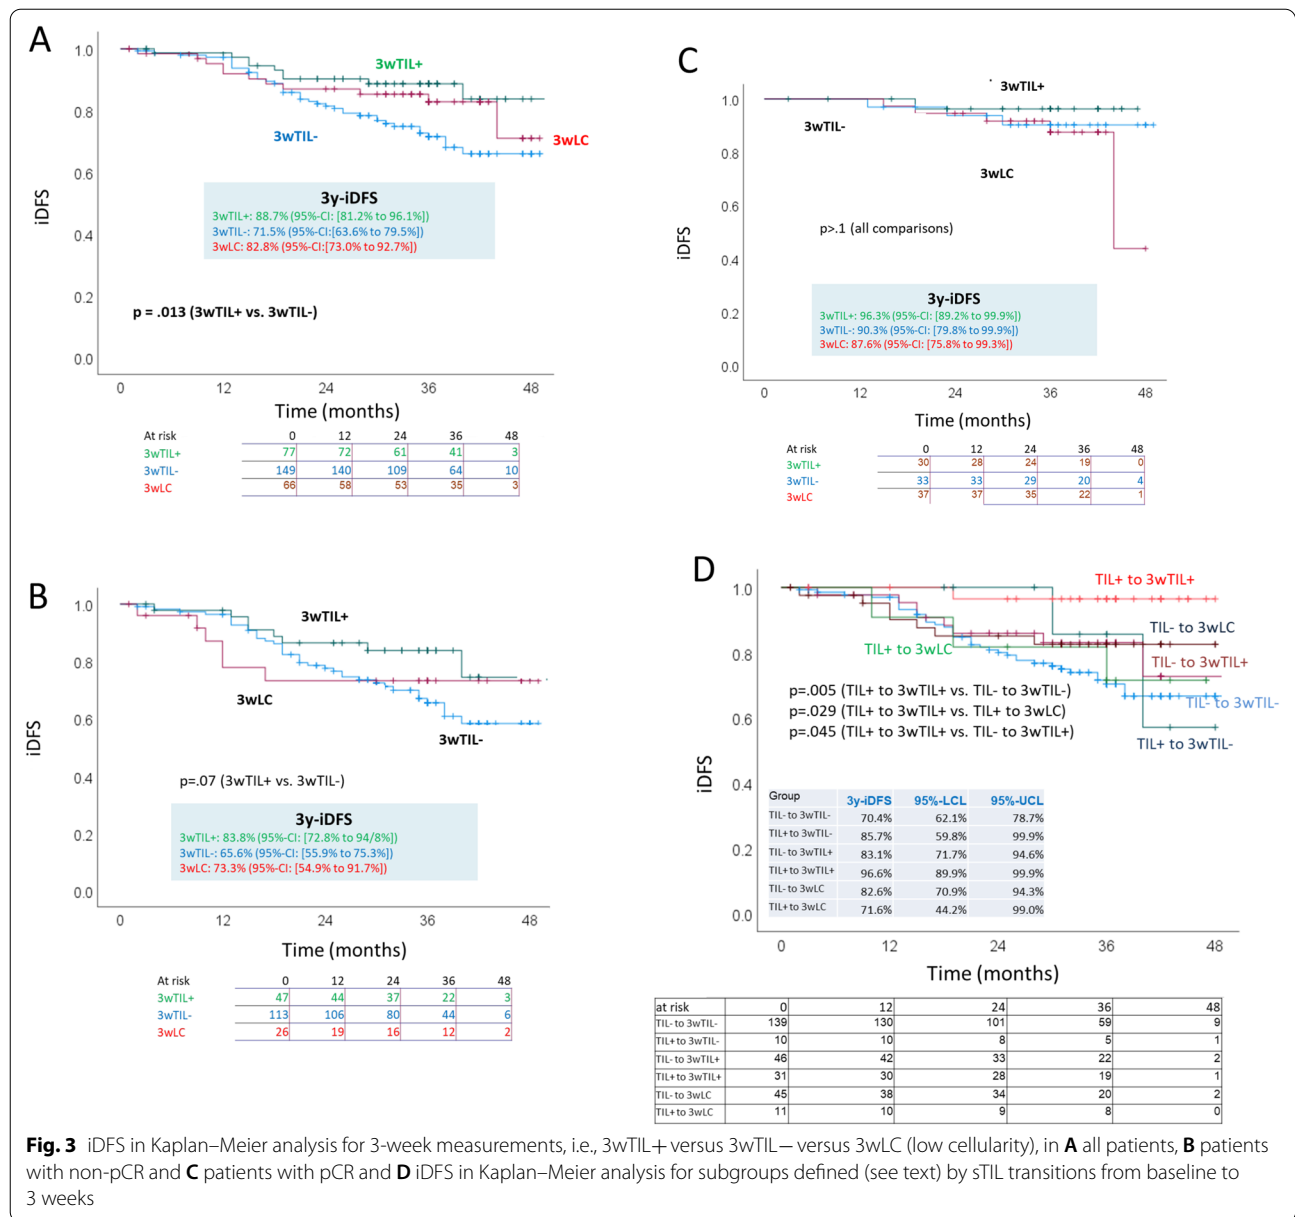 A
1.0
0.8
0.6
0.4
0.2
0.0
iDFS
3wTIL+
3wTIL-
3wLC
3y-iDFS
3wTIL+: 88.7% (95%-CI: [81.2% to 96.1%])
3wTIL-: 71.5% (95%-CI:[63.6% to 79.5%])
3wLC: 82.8% (95%-CI:[73.0% to 92.7%])
p = .013 (3wTIL+ vs. 3wTIL-)
0 12 24 36 48
Time (months)
At risk 0 12 24 36 48
3wTIL+ 77 72 61 41 3
3wTIL- 149 140 109 64 10
3wLC 66 58 53 35 3
C
1.0
0.8
0.6
0.4
0.2
0.0
iDFS
3wTIL+
3wTIL-
3wLC
p>.1 (all comparisons)
3y-iDFS
3wTIL+: 96.3% (95%-CI: [89.2% to 99.9%])
3wTIL-: 90.3% (95%-CI: [79.8% to 99.9%])
3wLC: 87.6% (95%-CI: [75.8% to 99.3%])
0 12 24 36 48
Time (months)
At risk 0 12 24 36 48
3wTIL+ 30 28 24 19 0
3wTIL- 33 33 29 20 4
3wLC 37 37 35 22 1
B
1.0
0.8
0.6
0.4
0.2
0.0
iDFS
3wTIL+
3wLC
3wTIL-
p=.07 (3wTIL+ vs. 3wTIL-)
3y-iDFS
3wTIL+: 83.8% (95%-CI: [72.8% to 94/8%])
3wTIL-: 65.6% (95%-CI: [55.9% to 75.3%])
3wLC: 73.3% (95%-CI: [54.9% to 91.7%])
0 12 24 36 48
Time (months)
At risk 0 12 24 36 48
3wTIL+ 47 44 37 22 3
3wTIL- 113 106 80 44 6
3wLC 26 19 16 12 2
D
1.0
0.8
0.6
0.4
0.2
0.0
iDFS
TIL+ to 3wTIL+
TIL- to 3wLC
TIL+ to 3wLC
TIL- to 3wTIL+
TIL- to 3wTIL-
TIL+ to 3wTIL-
p=.005 (TIL+ to 3wTIL+ vs. TIL- to 3wTIL-)
p=.029 (TIL+ to 3wTIL+ vs. TIL+ to 3wLC)
p=.045 (TIL+ to 3wTIL+ vs. TIL- to 3wTIL+)
Group 3y-iDFS 95%-LCL 95%-UCL
TIL- to 3wTIL- 70.4% 62.1% 78.7%
TIL+ to 3wTIL- 85.7% 59.8% 99.9%
TIL- to 3wTIL+ 83.1% 71.7% 94.6%
TIL+ to 3wTIL+ 96.6% 89.9% 99.9%
TIL- to 3wLC 82.6% 70.9% 94.3%
TIL+ to 3wLC 71.6% 44.2% 99.0%
0 12 24 36 48
Time (months)
at risk 0 12 24 36 48
TIL- to 3wTIL- 139 130 101 59 9
TIL+ to 3wTIL- 10 10 8 5 1
TIL- to 3wTIL+ 46 42 33 22 2
TIL+ to 3wTIL+ 31 30 28 19 1
TIL- to 3wLC 45 38 34 20 2
TIL+ to 3wLC 11 10 9 8 0
Fig. 3 iDFS in Kaplan–Meier analysis for 3-week measurements, i.e., 3wTIL+ versus 3wTIL− versus 3wLC (low cellularity), in A all patients, B patients
with non-pCR and C patients with pCR and D iDFS in Kaplan–Meier analysis for subgroups defined (see text) by sTIL transitions from baseline to
3 weeks